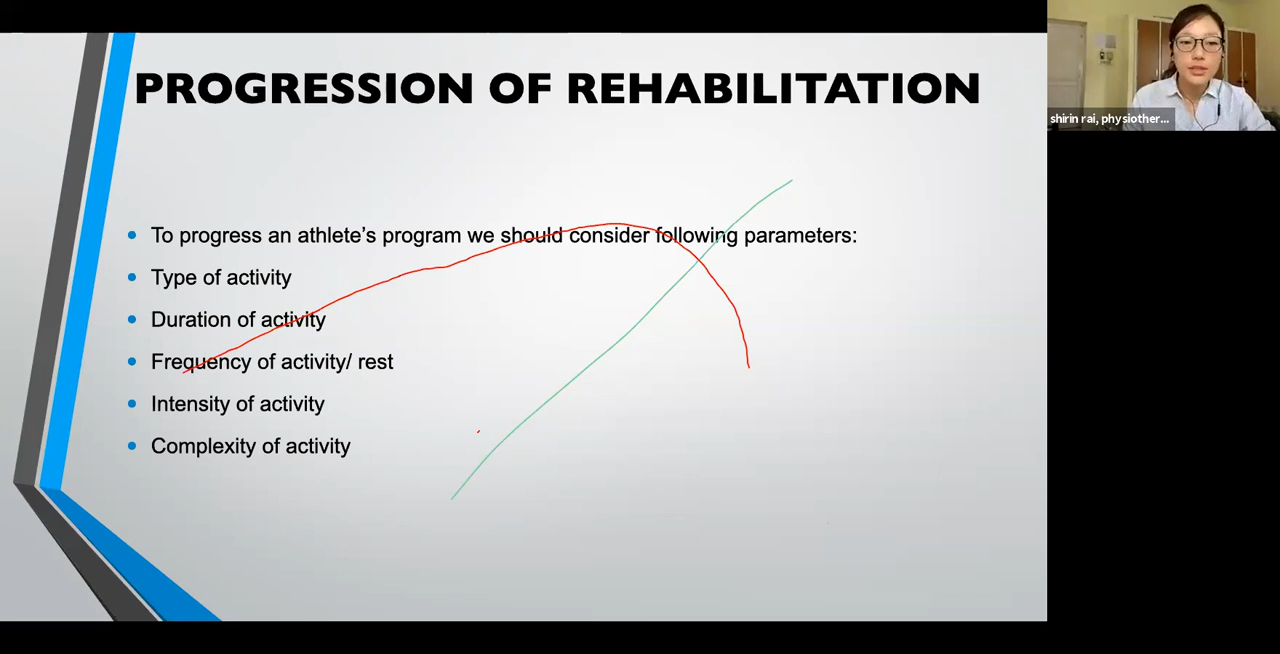 PROGRESSION OF REHABILITATION
To progress an athlete’s program we should consider following parameters:
Type of activity
Duration of activity
Frequency of activity/ rest
Intensity of activity
Complexity of activity
shirin rai, physiother...